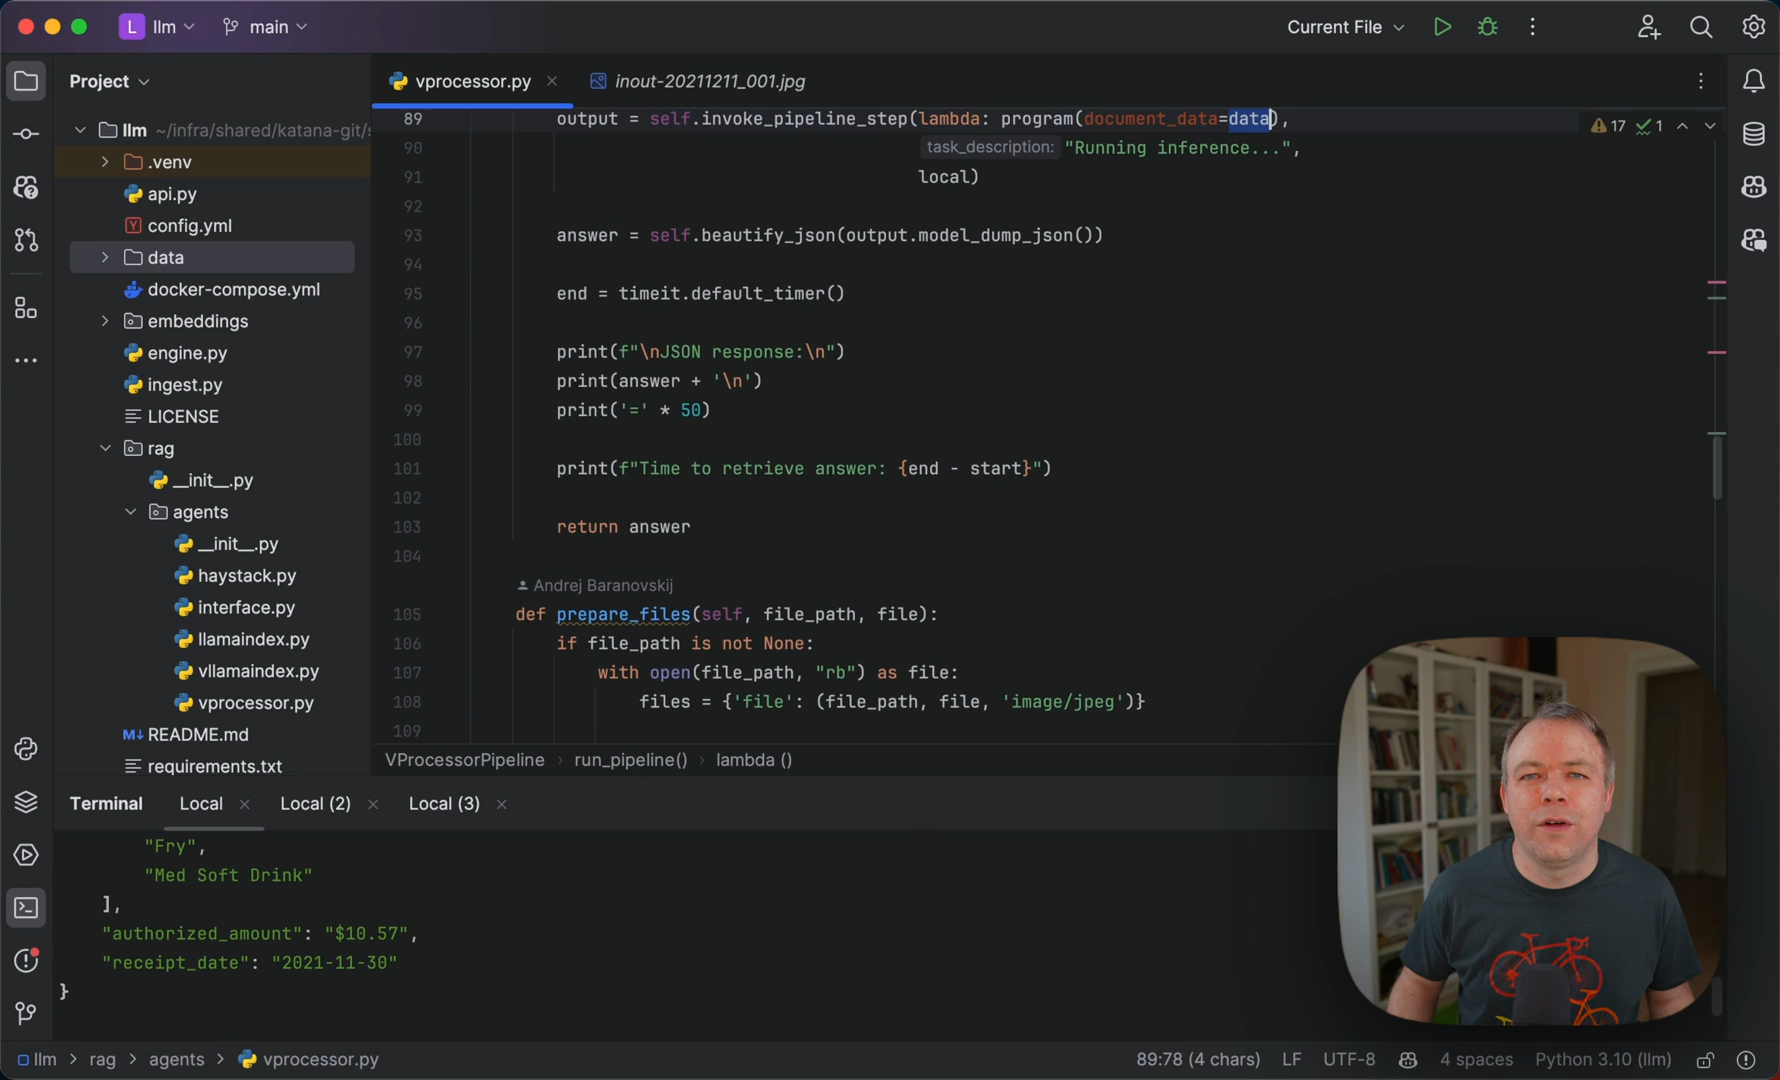 L llm main Current File
Project
vprocessor.py
inout-20211211_001.jpg
llm ~/infra/shared/katana-git/s
.venv
api.py
config.yml
data
docker-compose.yml
embeddings
engine.py
ingest.py
LICENSE
rag
__init__.py
agents
__init__.py
haystack.py
interface.py
llamaindex.py
vllamaindex.py
vprocessor.py
M↓ README.md
requirements.txt
17 1
89 output = self.invoke_pipeline_step(lambda: program(document_data=data),
90 task_description: "Running inference...",
91 local)
92
93 answer = self.beautify_json(output.model_dump_json())
94
95 end = timeit.default_timer()
96
97 print(f"\nJSON response:\n")
98 print(answer + '\n')
99 print('=' * 50)
100
101 print(f"Time to retrieve answer: {end - start}")
102
103 return answer
104
Andrej Baranovskij
105 def prepare_files(self, file_path, file):
106 if file_path is not None:
107 with open(file_path, "rb") as file:
108 files = {'file': (file_path, file, 'image/jpeg')}
109
VProcessorPipeline › run_pipeline() › lambda ()
Terminal Local Local (2) Local (3)
"Fry",
"Med Soft Drink"
],
"authorized_amount": "$10.57",
"receipt_date": "2021-11-30"
}
llm > rag > agents > vprocessor.py
89:78 (4 chars) LF UTF-8 4 spaces Python 3.10 (llm)